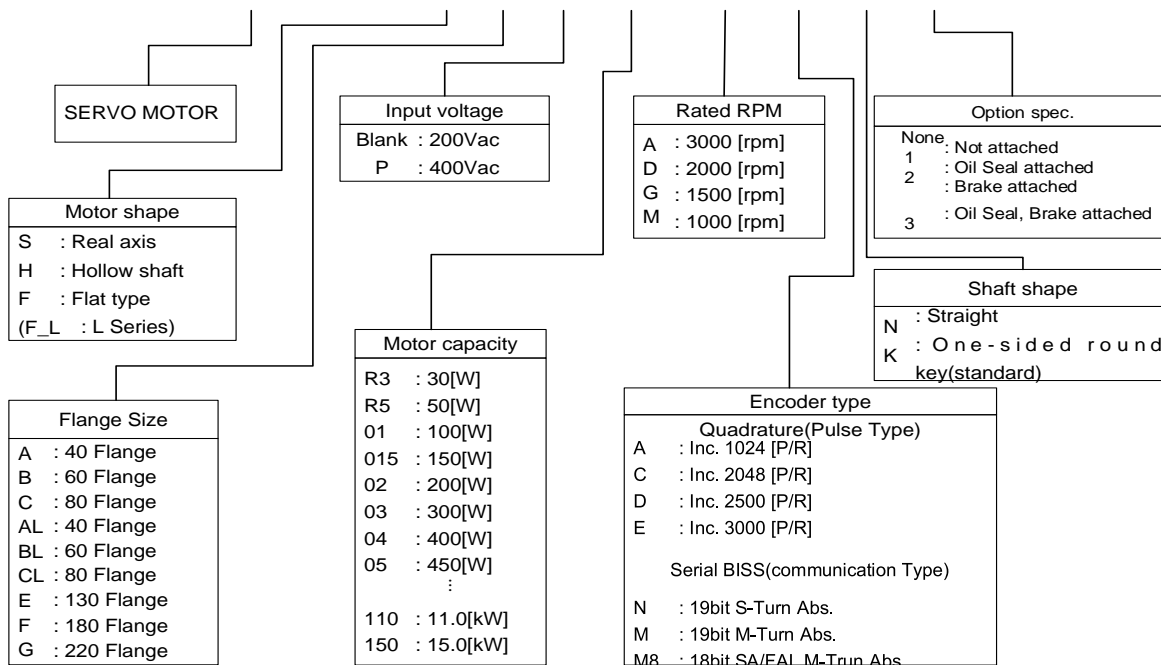 SERVO MOTOR
Input voltage
Blank : 200Vac
P : 400Vac
Rated RPM
A : 3000 [rpm]
D : 2000 [rpm]
G : 1500 [rpm]
M : 1000 [rpm]
Option spec.
None : Not attached
1 : Oil Seal attached
2 : Brake attached
3 : Oil Seal, Brake attached
Motor shape
S : Real axis
H : Hollow shaft
F : Flat type
(F_L : L Series)
Shaft shape
N : Straight
K : One-sided round
key(standard)
Motor capacity
R3 : 30[W]
R5 : 50[W]
01 : 100[W]
015 : 150[W]
02 : 200[W]
03 : 300[W]
04 : 400[W]
05 : 450[W]
⋮
110 : 11.0[kW]
150 : 15.0[kW]
Flange Size
A : 40 Flange
B : 60 Flange
C : 80 Flange
AL : 40 Flange
BL : 60 Flange
CL : 80 Flange
E : 130 Flange
F : 180 Flange
G : 220 Flange
Encoder type
Quadrature(Pulse Type)
A : Inc. 1024 [P/R]
C : Inc. 2048 [P/R]
D : Inc. 2500 [P/R]
E : Inc. 3000 [P/R]
Serial BISS(communication Type)
N : 19bit S-Turn Abs.
M : 19bit M-Turn Abs.
M8 : 18bit SA/FAL M-Trun Abs